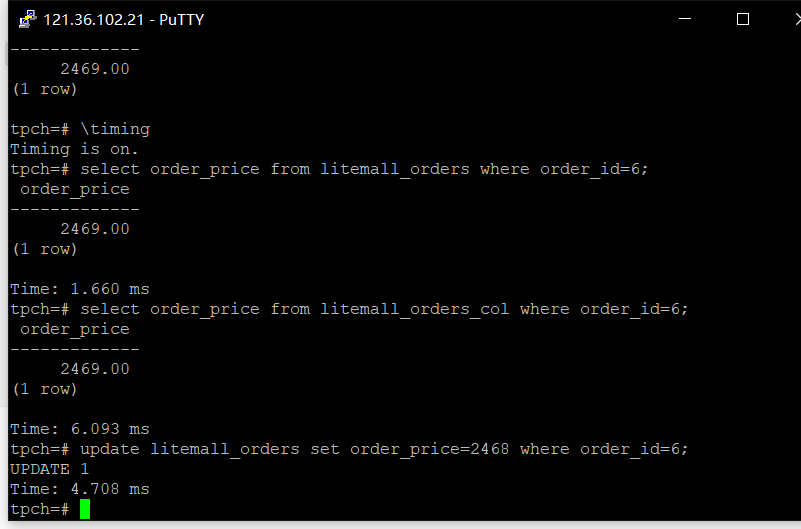 121.36.102.21 - PuTTY
-------------
     2469.00
(1 row)

tpch=# \timing
Timing is on.
tpch=# select order_price from litemall_orders where order_id=6;
 order_price
-------------
     2469.00
(1 row)

Time: 1.660 ms
tpch=# select order_price from litemall_orders_col where order_id=6;
 order_price
-------------
     2469.00
(1 row)

Time: 6.093 ms
tpch=# update litemall_orders set order_price=2468 where order_id=6;
UPDATE 1
Time: 4.708 ms
tpch=#